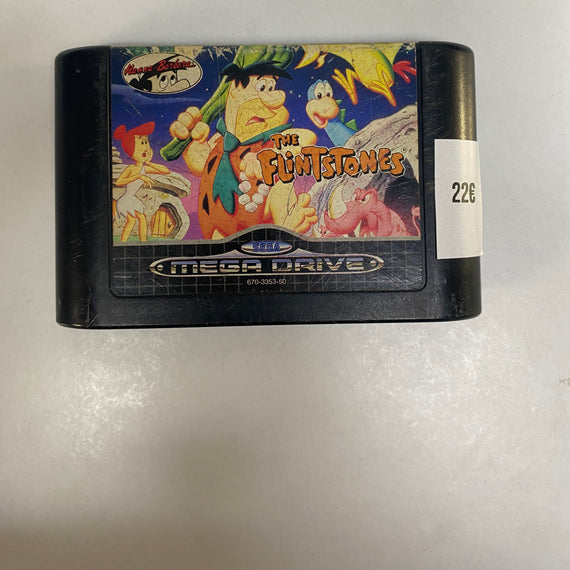 Hanna-Barbera
THE
FLINTSTONES
22€
SEGA
MEGA DRIVE
670-3353-50